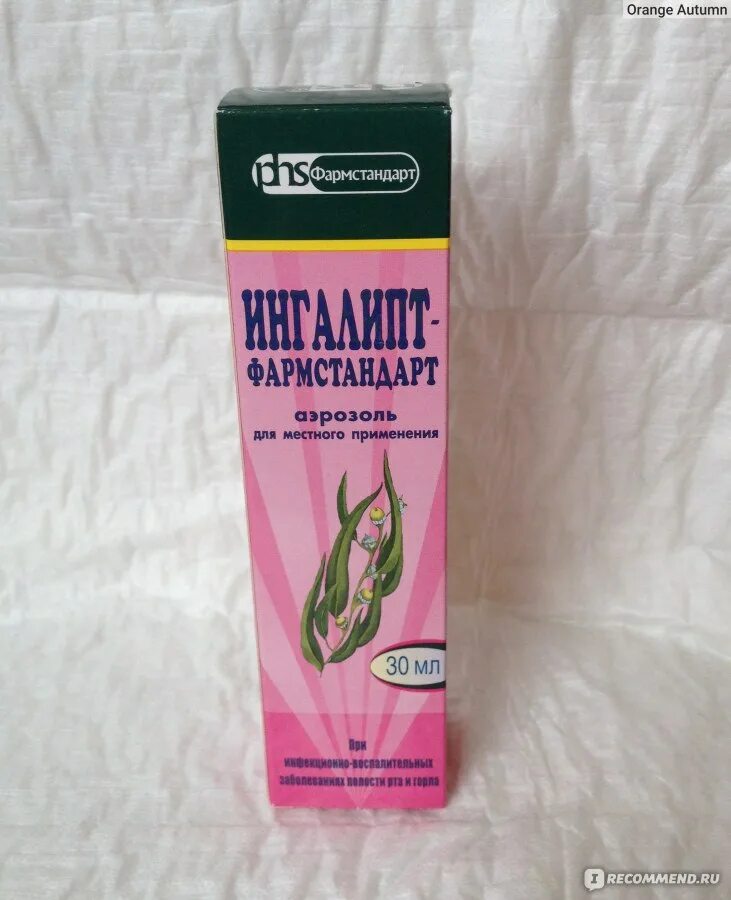 Orange Autumn
phs Фармстандарт
ИНГАЛИПТ-
ФАРМСТАНДАРТ
аэрозоль
для местного применения
30 мл
При
инфекционно-воспалительных
заболеваниях полости рта и горла
IRECOMMEND.RU